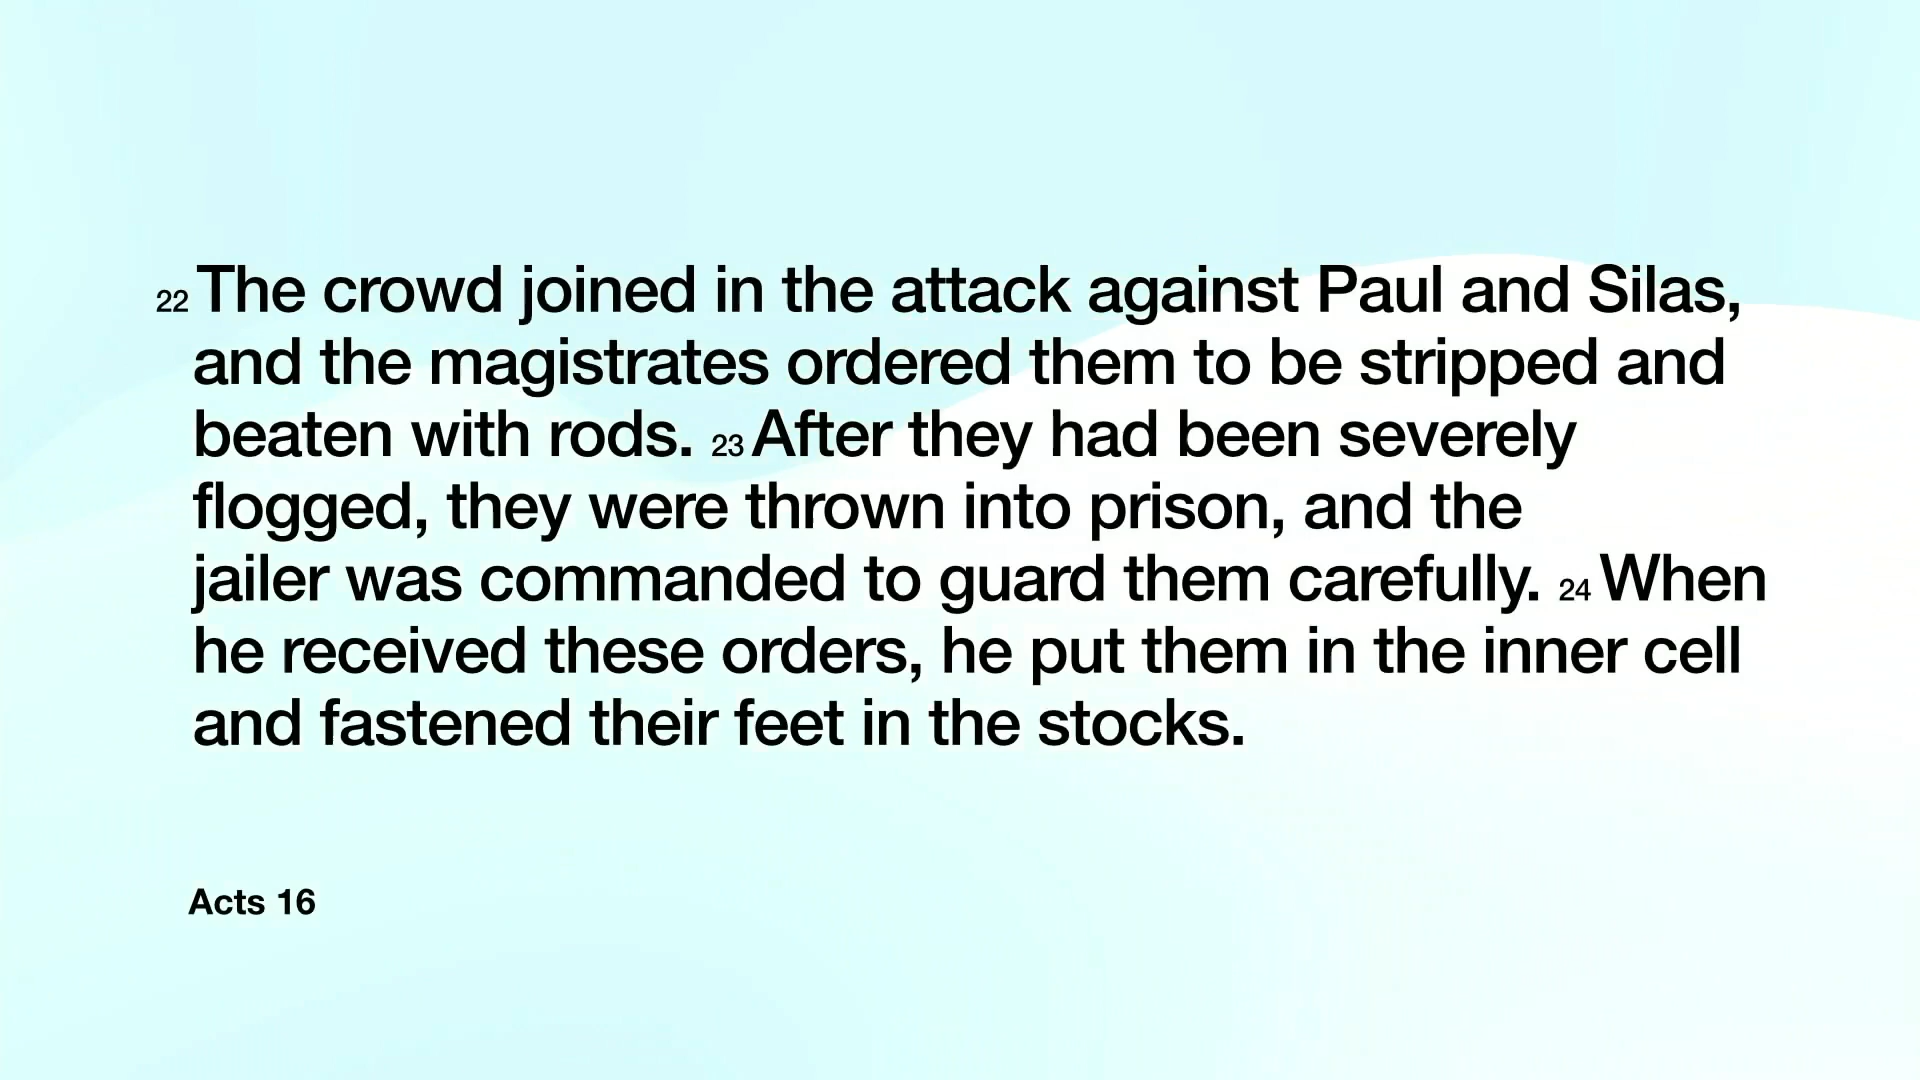 22 The crowd joined in the attack against Paul and Silas,
and the magistrates ordered them to be stripped and
beaten with rods. 23 After they had been severely
flogged, they were thrown into prison, and the
jailer was commanded to guard them carefully. 24 When
he received these orders, he put them in the inner cell
and fastened their feet in the stocks.
Acts 16